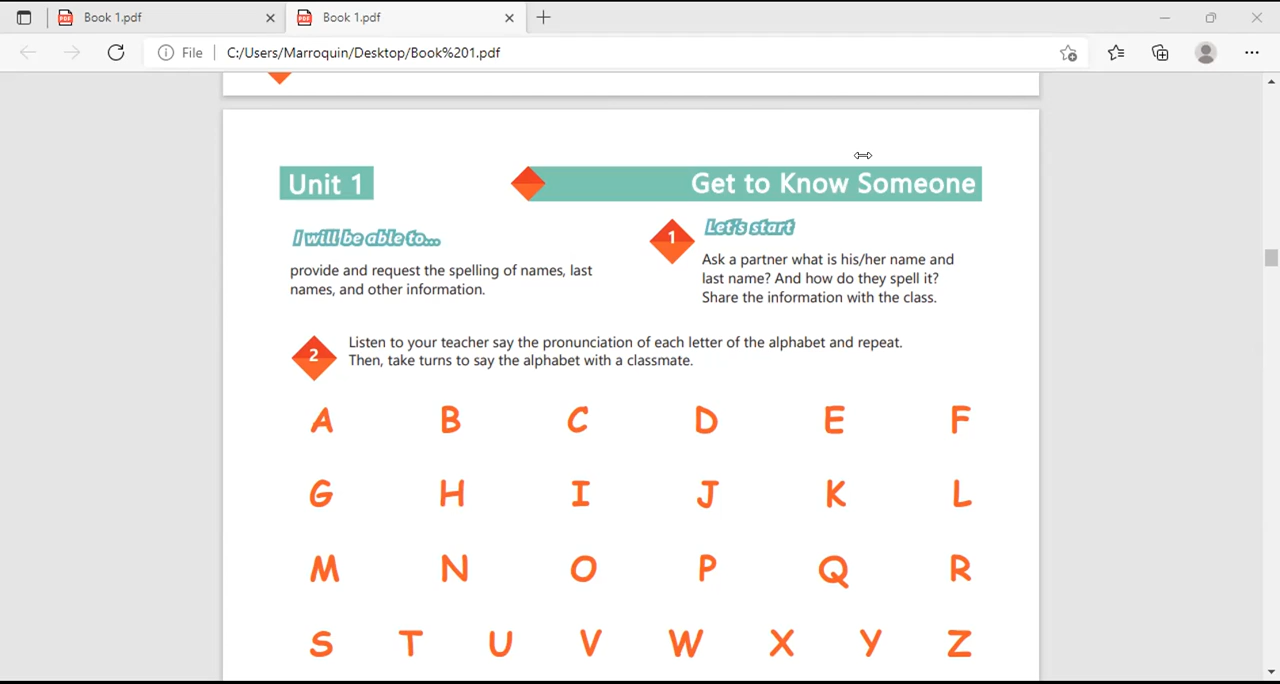 Book 1.pdf
Book 1.pdf
File
C:/Users/Marroquin/Desktop/Book%201.pdf
Unit 1
Get to Know Someone
I will be able to...
provide and request the spelling of names, last
names, and other information.
1
Let's start
Ask a partner what is his/her name and
last name? And how do they spell it?
Share the information with the class.
2
Listen to your teacher say the pronunciation of each letter of the alphabet and repeat.
Then, take turns to say the alphabet with a classmate.
A B C D E F
G H I J K L
M N O P Q R
S T U V W X Y Z